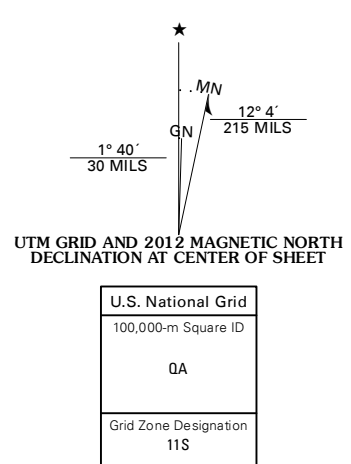 ★
MN
GN
12° 4´
215 MILS
1° 40´
30 MILS
UTM GRID AND 2012 MAGNETIC NORTH
DECLINATION AT CENTER OF SHEET
U.S. National Grid
100,000-m Square ID
QA
Grid Zone Designation
11S